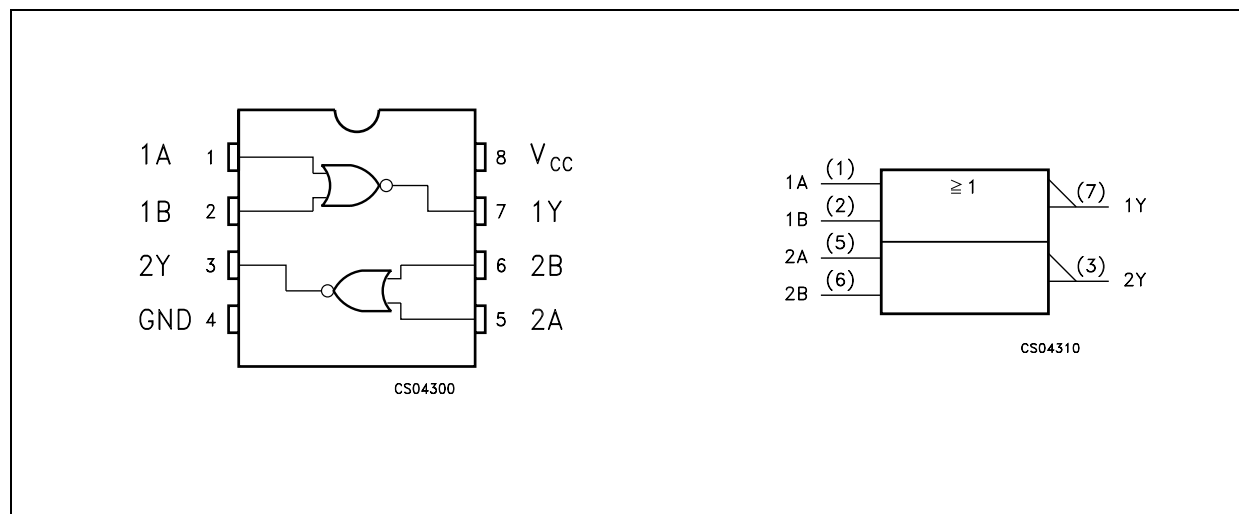 1A 1
1B 2
2Y 3
GND 4
8 VCC
7 1Y
6 2B
5 2A
CS04300
1A (1)
1B (2)
2A (5)
2B (6)
≧ 1
(7) 1Y
(3) 2Y
CS04310